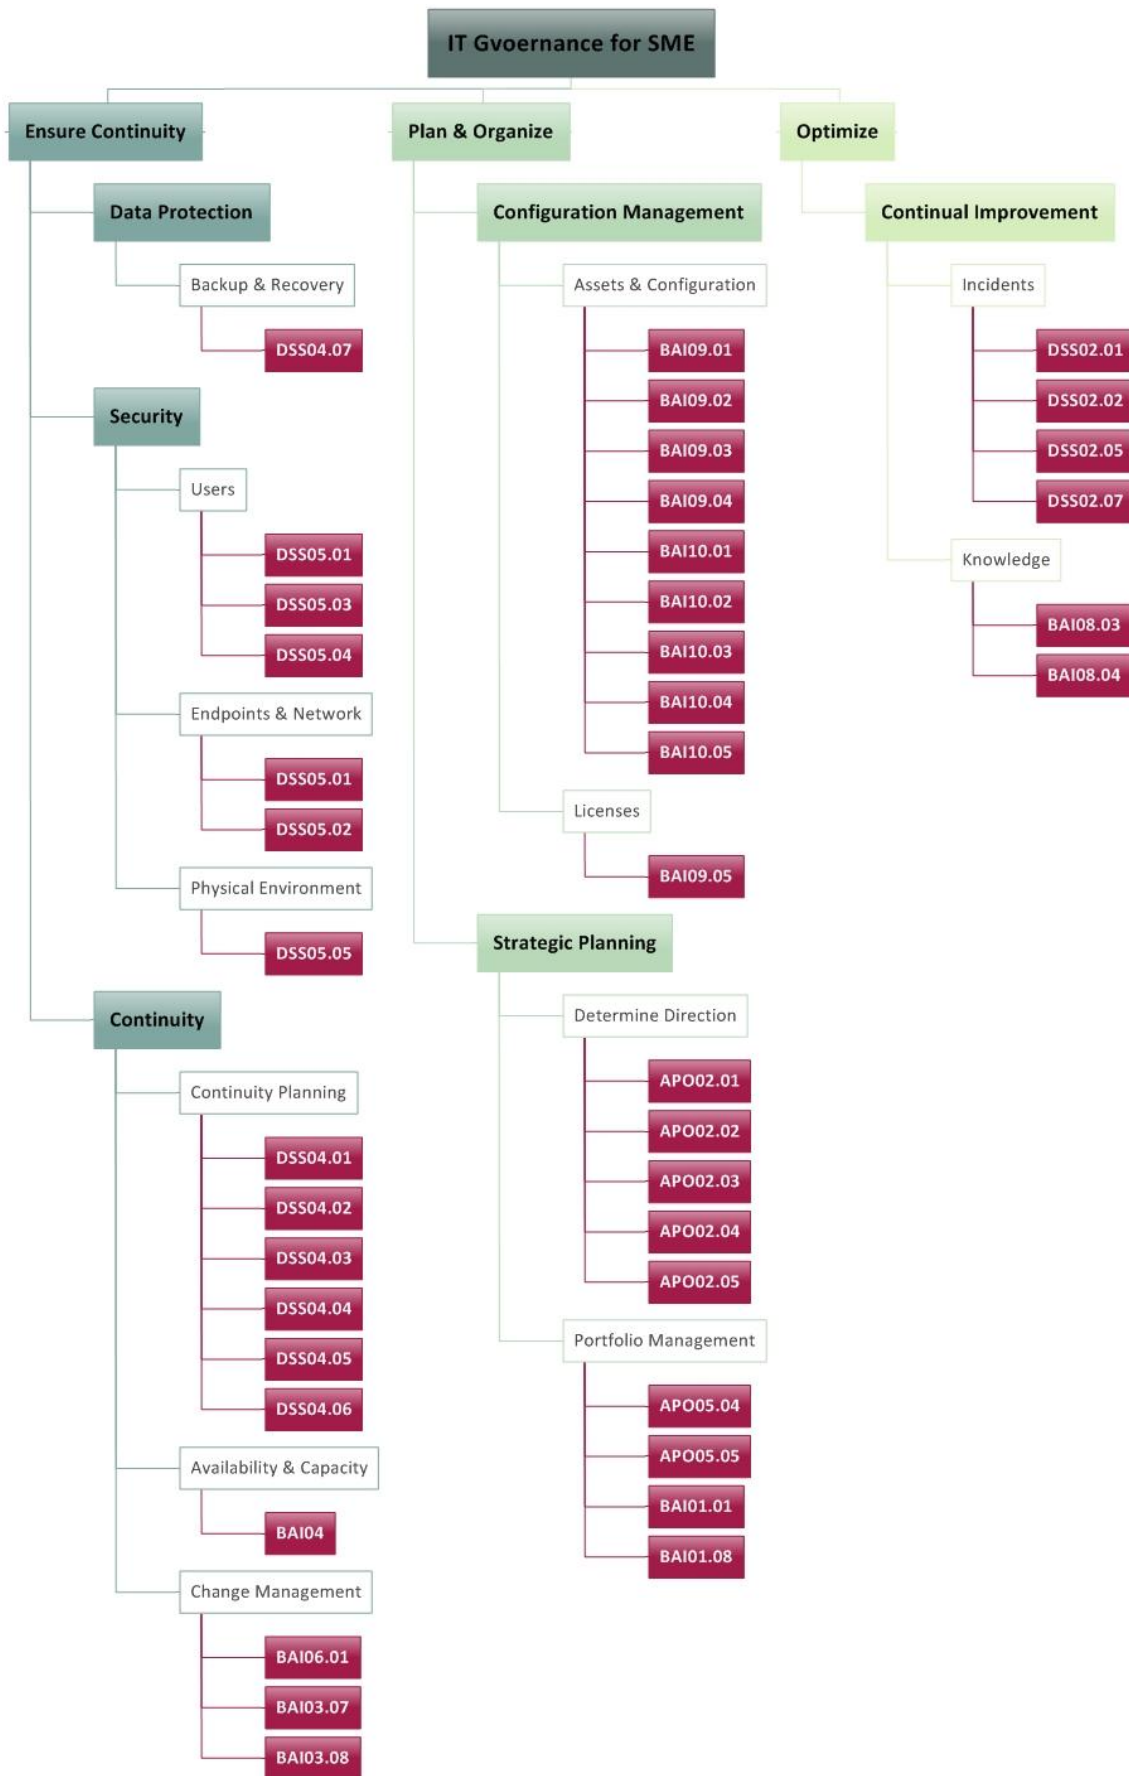 IT Gvoernance for SME
Ensure Continuity
Data Protection
Backup & Recovery
DSS04.07
Security
Users
DSS05.01
DSS05.03
DSS05.04
Endpoints & Network
DSS05.01
DSS05.02
Physical Environment
DSS05.05
Continuity
Continuity Planning
DSS04.01
DSS04.02
DSS04.03
DSS04.04
DSS04.05
DSS04.06
Availability & Capacity
BAI04
Change Management
BAI06.01
BAI03.07
BAI03.08
Plan & Organize
Configuration Management
Assets & Configuration
BAI09.01
BAI09.02
BAI09.03
BAI09.04
BAI10.01
BAI10.02
BAI10.03
BAI10.04
BAI10.05
Licenses
BAI09.05
Strategic Planning
Determine Direction
APO02.01
APO02.02
APO02.03
APO02.04
APO02.05
Portfolio Management
APO05.04
APO05.05
BAI01.01
BAI01.08
Optimize
Continual Improvement
Incidents
DSS02.01
DSS02.02
DSS02.05
DSS02.07
Knowledge
BAI08.03
BAI08.04